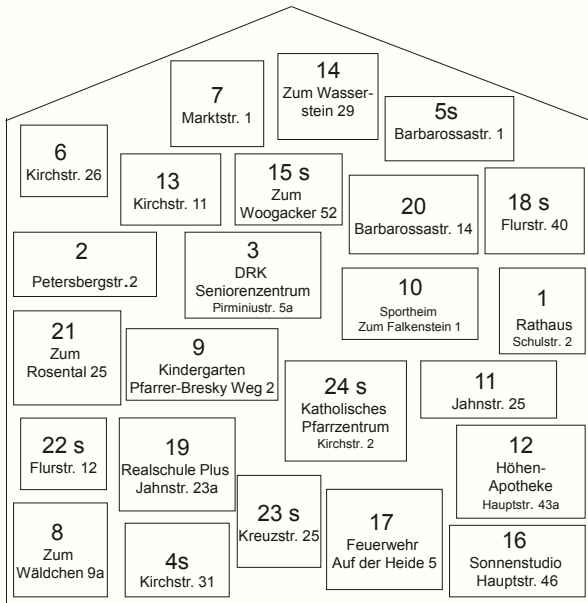 14
Zum Wasser-
stein 29
7
Marktstr. 1
5s
Barbarossastr. 1
6
Kirchstr. 26
13
Kirchstr. 11
15 s
Zum
Woogacker 52
20
Barbarossastr. 14
18 s
Flurstr. 40
2
Petersbergstr.2
3
DRK
Seniorenzentrum
Pirminiustr. 5a
10
Sportheim
Zum Falkenstein 1
1
Rathaus
Schulstr. 2
21
Zum
Rosental 25
9
Kindergarten
Pfarrer-Bresky Weg 2
24 s
Katholisches
Pfarrzentrum
Kirchstr. 2
11
Jahnstr. 25
22 s
Flurstr. 12
19
Realschule Plus
Jahnstr. 23a
12
Höhen-
Apotheke
Hauptstr. 43a
23 s
Kreuzstr. 25
17
Feuerwehr
Auf der Heide 5
8
Zum
Wäldchen 9a
4s
Kirchstr. 31
16
Sonnenstudio
Hauptstr. 46